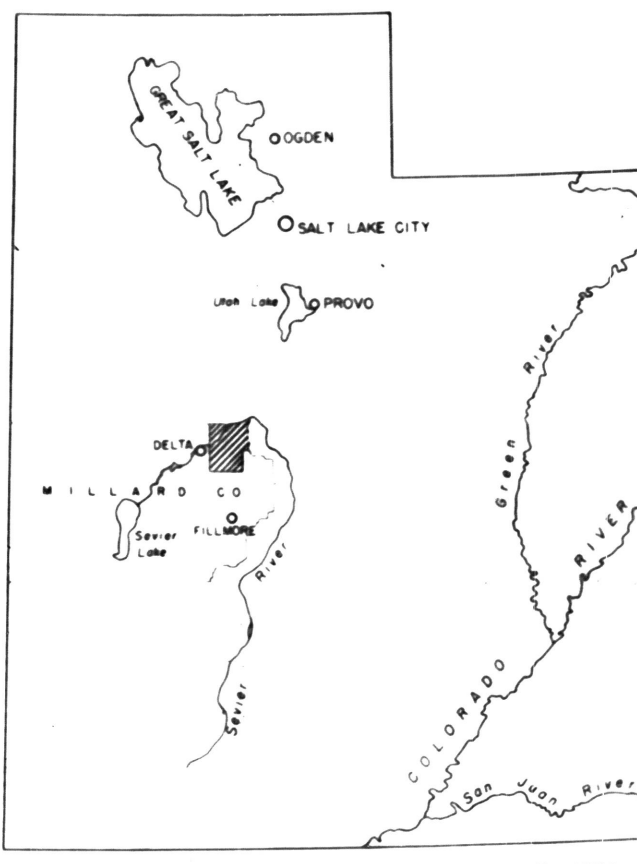 GREAT SALT LAKE
OGDEN
SALT LAKE CITY
Utah Lake
PROVO
River
Green
DELTA
MILLARD CO
FILLMORE
Sevier
Lake
River
RIVER
COLORADO
Sevier
San Juan River